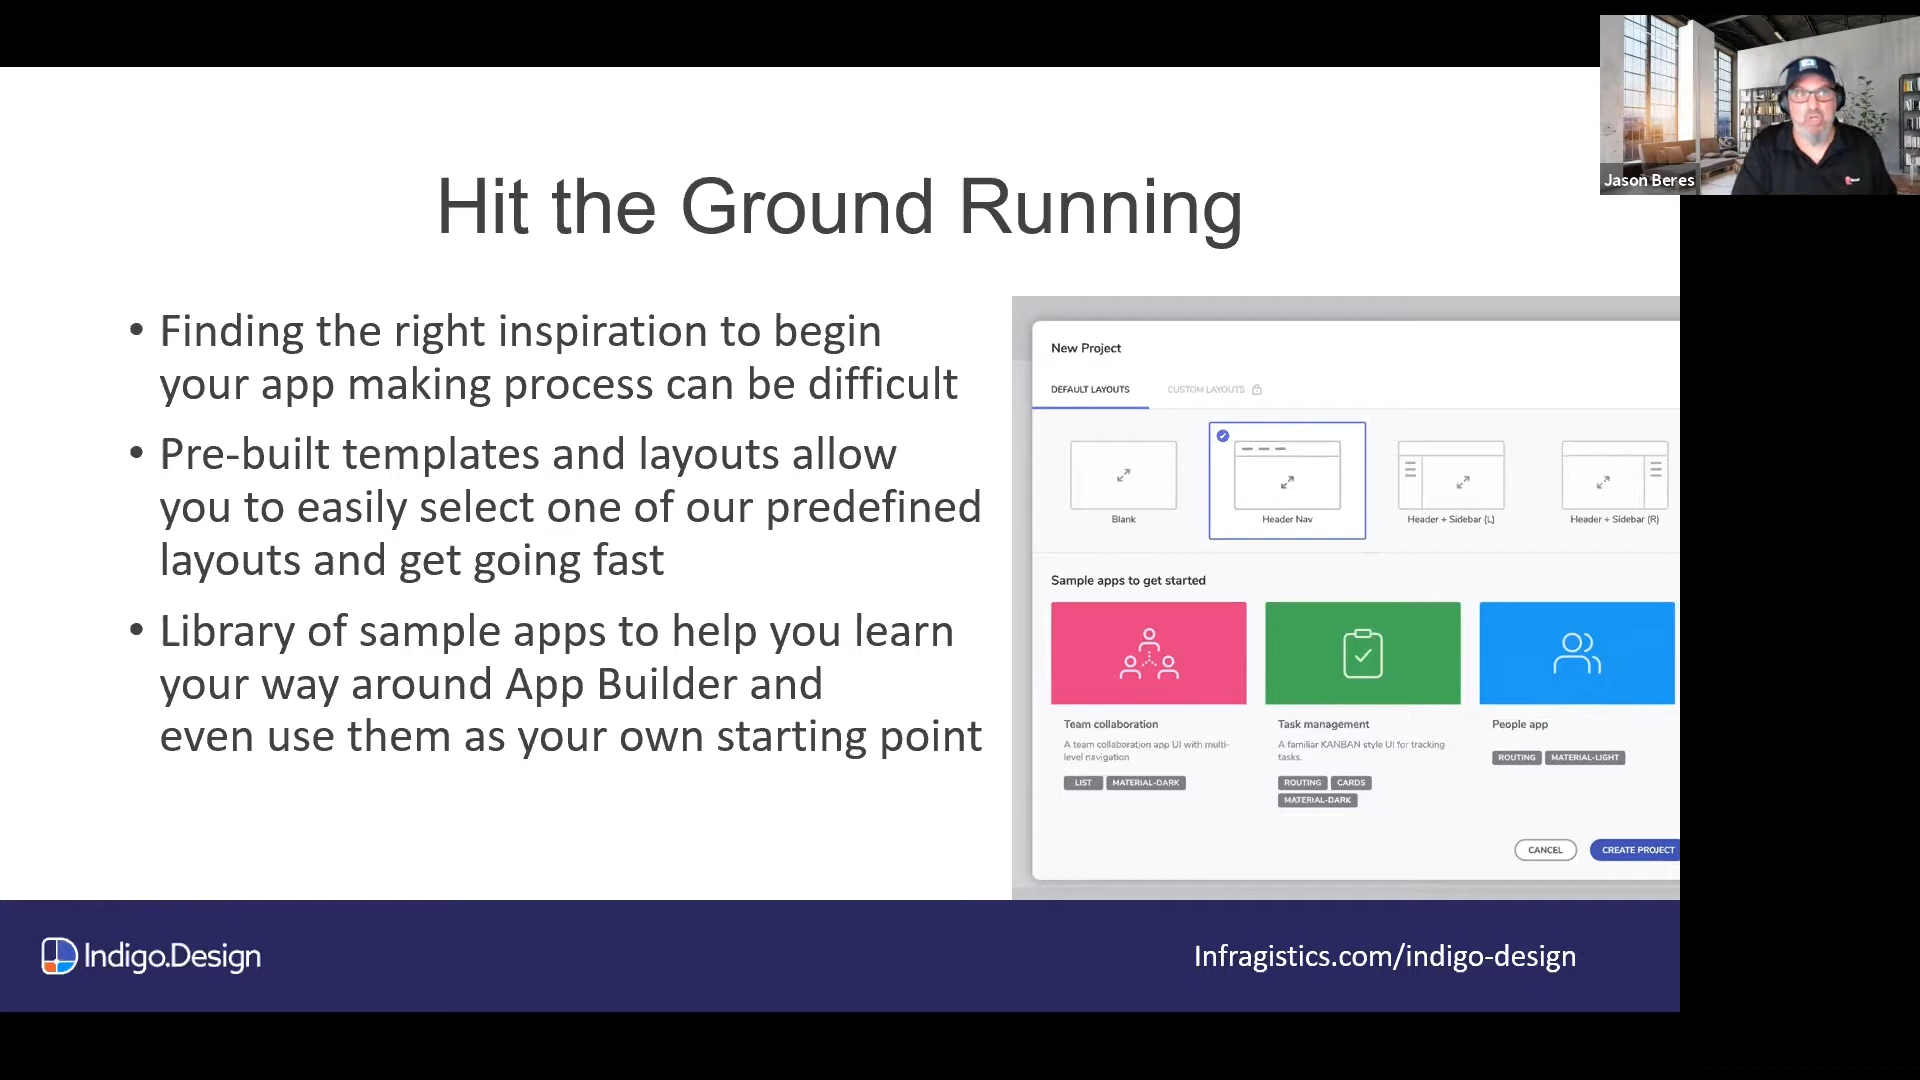 Jason Beres
Hit the Ground Running
• Finding the right inspiration to begin
your app making process can be difficult
• Pre-built templates and layouts allow
you to easily select one of our predefined
layouts and get going fast
• Library of sample apps to help you learn
your way around App Builder and
even use them as your own starting point
New Project
DEFAULT LAYOUTS CUSTOM LAYOUTS
Blank Header Nav Header + Sidebar (L) Header + Sidebar (R)
Sample apps to get started
Team collaboration
A team collaboration app UI with multi-
level navigation
LIST MATERIAL-DARK
Task management
A familiar KANBAN style UI for tracking
tasks.
ROUTING CARDS
MATERIAL-DARK
People app
ROUTING MATERIAL-LIGHT
CANCEL CREATE PROJECT
Indigo.Design
Infragistics.com/indigo-design